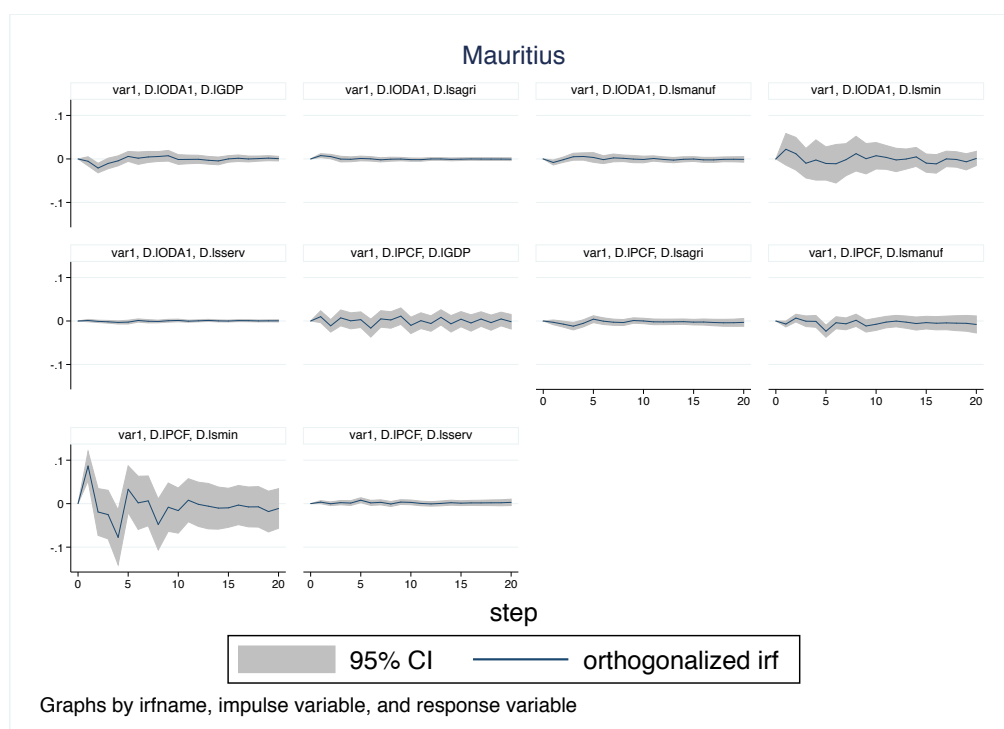 Mauritius
var1, D.lODA1, D.lGDP
var1, D.lODA1, D.lsagri
var1, D.lODA1, D.lsmanuf
var1, D.lODA1, D.lsmin
.1
0
-.1
var1, D.lODA1, D.lsserv
var1, D.lPCF, D.lGDP
var1, D.lPCF, D.lsagri
var1, D.lPCF, D.lsmanuf
.1
0
-.1
0 5 10 15 20
0 5 10 15 20
var1, D.lPCF, D.lsmin
var1, D.lPCF, D.lsserv
.1
0
-.1
0 5 10 15 20
0 5 10 15 20
step
95% CI
orthogonalized irf
Graphs by irfname, impulse variable, and response variable